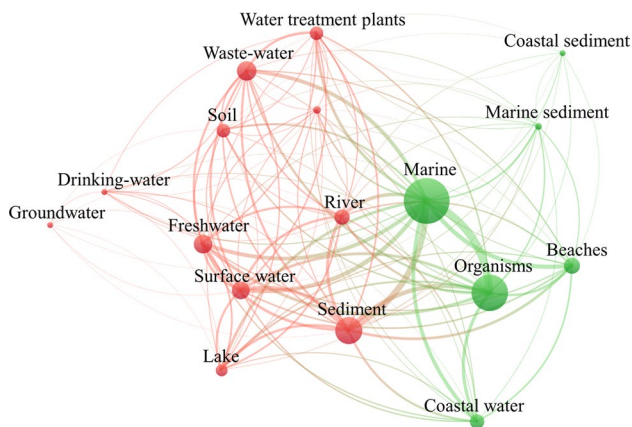 Water treatment plants
Coastal sediment
Waste-water
Soil
Marine sediment
Marine
Drinking-water
River
Groundwater
Freshwater
Beaches
Organisms
Surface water
Sediment
Lake
Coastal water